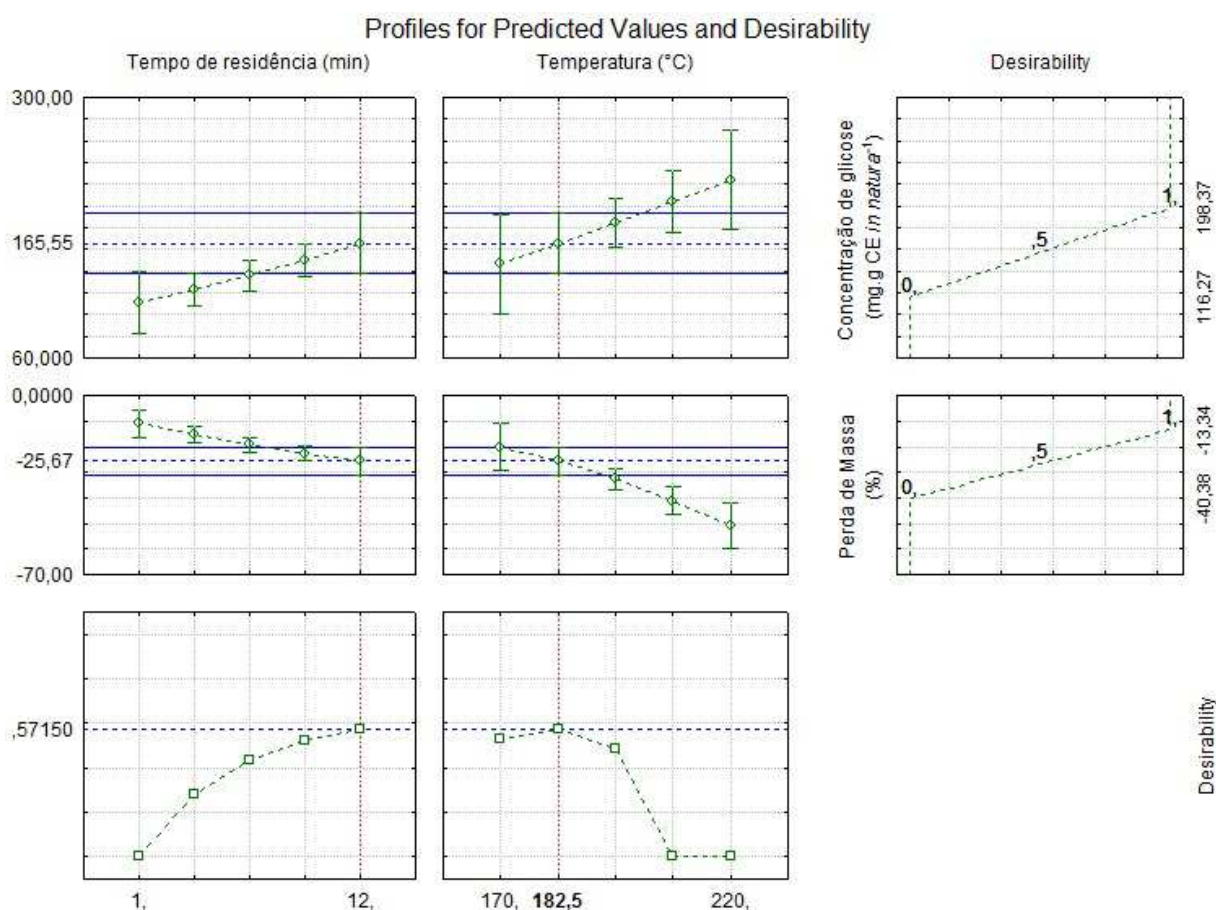 Profiles for Predicted Values and Desirability
Tempo de residência (min)
Temperatura (°C)
Desirability
300,00
165,55
60,000
Concentração de glicose
(mg.g CE in natura⁻¹)
0,
,5
1,
198,37
116,27
0,0000
-25,67
-70,00
Perda de Massa
(%)
0,
,5
1,
-13,34
-40,38
,57150
Desirability
1,
12,
170,
182,5
220,